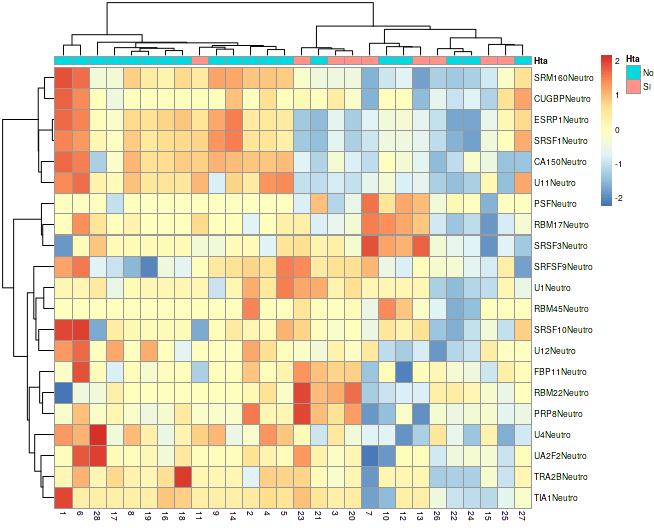 Hta
SRM160Neutro
CUGBPNeutro
ESRP1Neutro
SRSF1Neutro
CA150Neutro
U11Neutro
PSFNeutro
RBM17Neutro
SRSF3Neutro
SRFSF9Neutro
U1Neutro
RBM45Neutro
SRSF10Neutro
U12Neutro
FBP11Neutro
RBM22Neutro
PRP8Neutro
U4Neutro
UA2F2Neutro
TRA2BNeutro
TIA1Neutro
1 6 28 17 8 19 16 18 11 9 14 2 4 5 23 21 3 20 7 10 12 13 26 22 24 15 25 27
2
1
0
-1
-2
Hta
No
SI